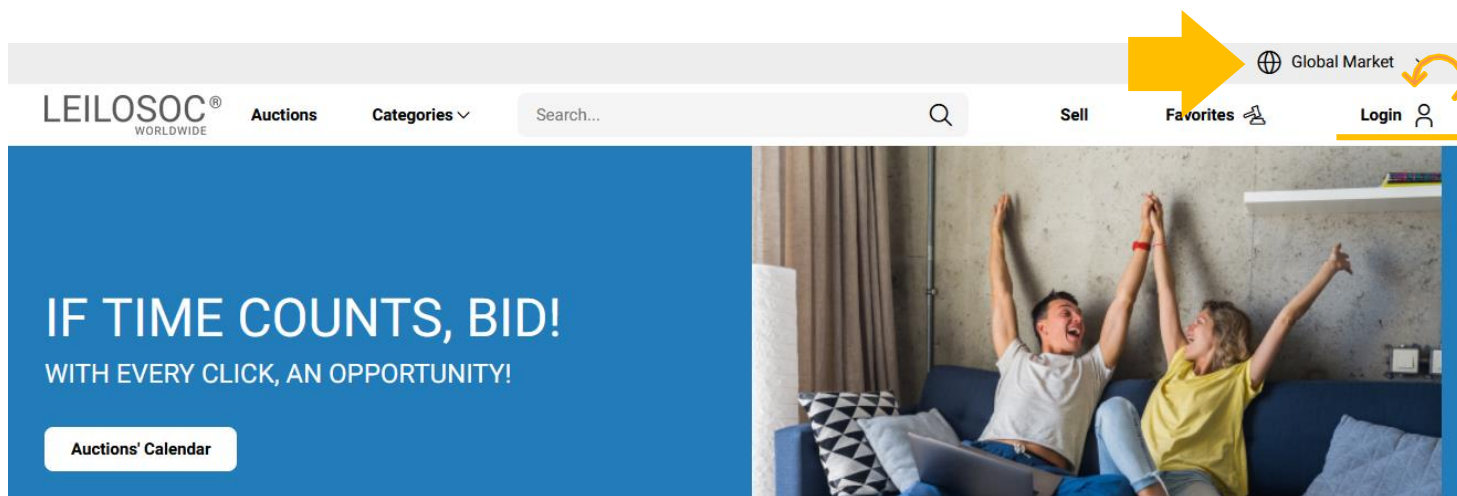 Global Market
LEILOSOC®
WORLDWIDE
Auctions
Categories
Search...
Sell
Favorites
Login
IF TIME COUNTS, BID!
WITH EVERY CLICK, AN OPPORTUNITY!
Auctions' Calendar